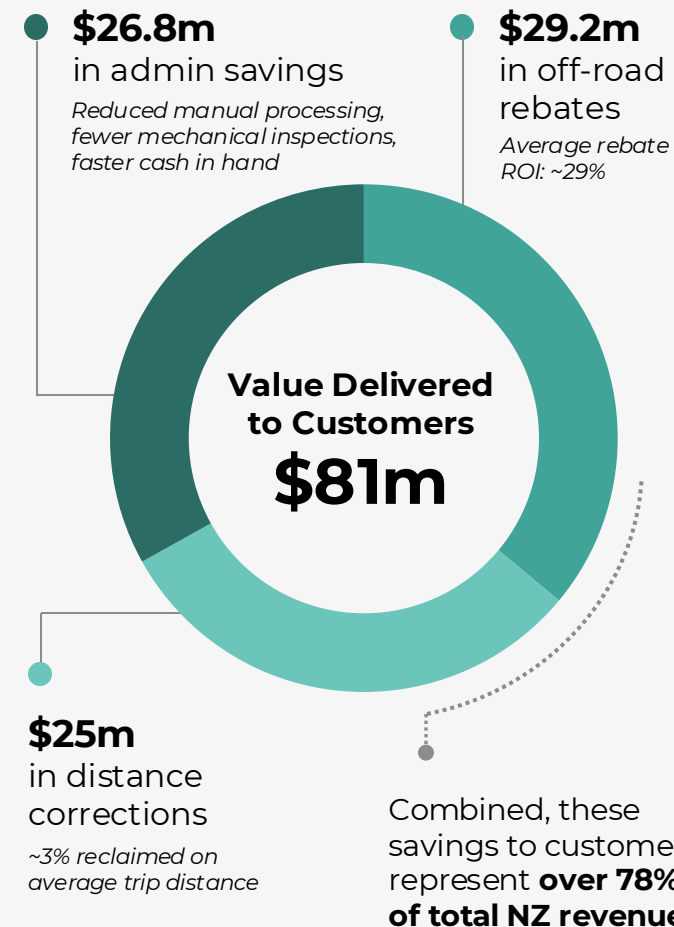 $26.8m
in admin savings
Reduced manual processing,
fewer mechanical inspections,
faster cash in hand
$29.2m
in off-road
rebates
Average rebate
ROI: ~29%
Value Delivered
to Customers
$81m
$25m
in distance
corrections
~3% reclaimed on
average trip distance
Combined, these
savings to custome
represent over 78%
of total NZ revenue